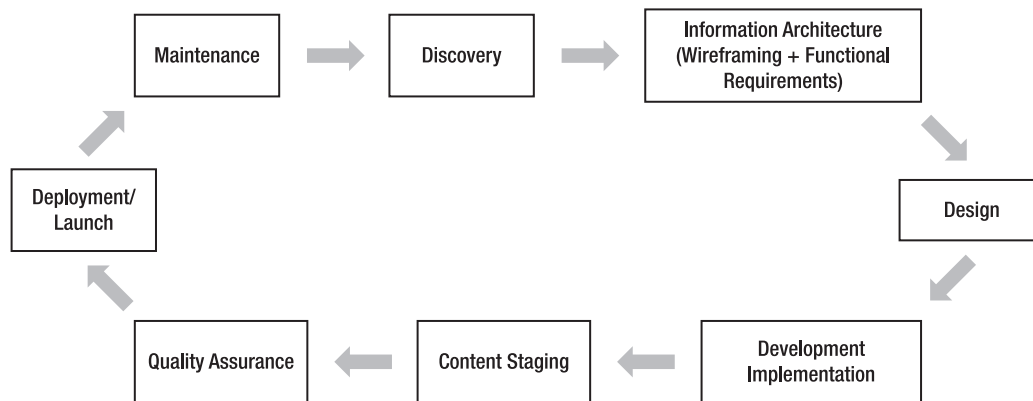 Maintenance
Discovery
Information Architecture
(Wireframing + Functional
Requirements)
Deployment/
Launch
Design
Quality Assurance
Content Staging
Development
Implementation